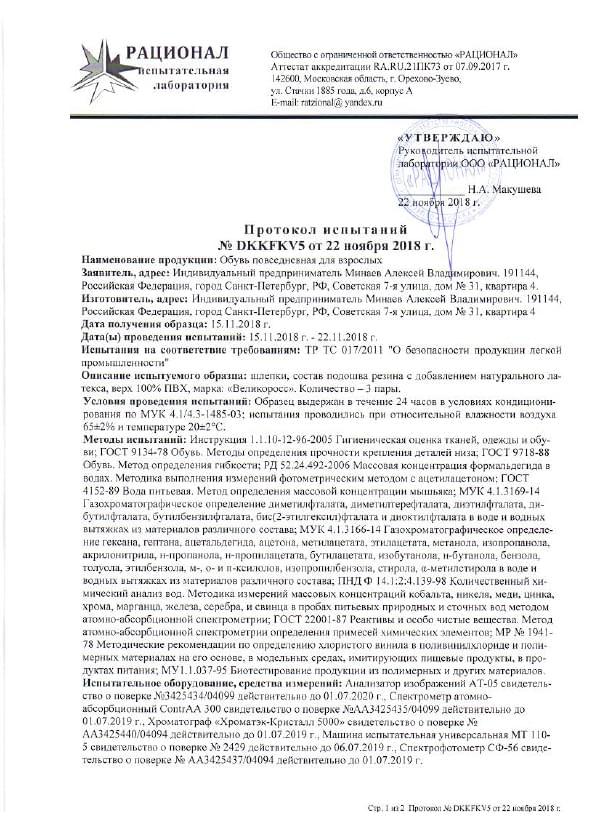 РАЦИОНАЛ
испытательная
лаборатория
Общество с ограниченной ответственностью «РАЦИОНАЛ»
Аттестат аккредитации RA.RU.21ПК73 от 07.09.2017 г.
142600, Московская область, г. Орехово-Зуево,
ул. Стачки 1885 года, д.6, корпус А
E-mail: ratzional@yandex.ru
«УТВЕРЖДАЮ»
Руководитель испытательной
лаборатории ООО «РАЦИОНАЛ»
Н.А. Макушева
22 ноября 2018 г.
Протокол испытаний
№ DKKFKV5 от 22 ноября 2018 г.
Наименование продукции: Обувь повседневная для взрослых
Заявитель, адрес: Индивидуальный предприниматель Минаев Алексей Владимирович. 191144,
Российская Федерация, город Санкт-Петербург, РФ, Советская 7-я улица, дом № 31, квартира 4.
Изготовитель, адрес: Индивидуальный предприниматель Минаев Алексей Владимирович. 191144,
Российская Федерация, город Санкт-Петербург, РФ, Советская 7-я улица, дом № 31, квартира 4
Дата получения образца: 15.11.2018 г.
Дата(ы) проведения испытаний: 15.11.2018 г. - 22.11.2018 г.
Испытания на соответствие требованиям: ТР ТС 017/2011 "О безопасности продукции легкой
промышленности"
Описание испытуемого образца: шлепки, состав подошва резина с добавлением натурального ла-
текса, верх 100% ПВХ, марка: «Великоросс». Количество – 3 пары.
Условия проведения испытаний: Образец выдержан в течение 24 часов в условиях кондициони-
рования по МУК 4.1/4.3-1485-03; испытания проводились при относительной влажности воздуха
65±2% и температуре 20±2°С.
Методы испытаний: Инструкция 1.1.10-12-96-2005 Гигиеническая оценка тканей, одежды и обу-
ви; ГОСТ 9134-78 Обувь. Методы определения прочности крепления деталей низа; ГОСТ 9718-88
Обувь. Метод определения гибкости; РД 52.24.492-2006 Массовая концентрация формальдегида в
водах. Методика выполнения измерений фотометрическим методом с ацетилацетоном; ГОСТ
4152-89 Вода питьевая. Метод определения массовой концентрации мышьяка; МУК 4.1.3169-14
Газохроматографическое определение диметилфталата, диметилтерефталата, диэтилфталата, ди-
бутилфталата, бутилбензилфталата, бис(2-этилгексил)фталата и диоктилфталата в воде и водных
вытяжках из материалов различного состава; МУК 4.1.3166-14 Газохроматографическое определе-
ние гексана, гептана, ацетальдегида, ацетона, метилацетата, этилацетата, метанола, изопропанола,
акрилонитрила, н-пропанола, н-пропилацетата, бутилацетата, изобутанола, н-бутанола, бензола,
толуола, этилбензола, м-, о- и п-ксилолов, изопропилбензола, стирола, α-метилстирола в воде и
водных вытяжках из материалов различного состава; ПНД Ф 14.1:2:4.139-98 Количественный хи-
мический анализ вод. Методика измерений массовых концентраций кобальта, никеля, меди, цинка,
хрома, марганца, железа, серебра, и свинца в пробах питьевых природных и сточных вод методом
атомно-абсорбционной спектрометрии; ГОСТ 22001-87 Реактивы и особо чистые вещества. Метод
атомно-абсорбционной спектрометрии определения примесей химических элементов; МР № 1941-
78 Методические рекомендации по определению хлористого винила в поливинилхлориде и поли-
мерных материалах на его основе, в модельных средах, имитирующих пищевые продукты, в про-
дуктах питания; МУ1.1.037-95 Биотестирование продукции из полимерных и других материалов.
Испытательное оборудование, средства измерений: Анализатор изображений АТ-05 свидетель-
ство о поверке №3425434/04099 действительно до 01.07.2020 г., Спектрометр атомно-
абсорбционный ContrAA 300 свидетельство о поверке №АА3425435/04099 действительно до
01.07.2019 г., Хроматограф «Хроматэк-Кристалл 5000» свидетельство о поверке №
АА3425440/04094 действительно до 01.07.2019 г., Машина испытательная универсальная МТ 110-
5 свидетельство о поверке № 2429 действительно до 06.07.2019 г., Спектрофотометр СФ-56 свиде-
тельство о поверке № АА3425437/04094 действительно до 01.07.2019 г.
Стр. 1 из 2 Протокол № DKKFKV5 от 22 ноября 2018 г.